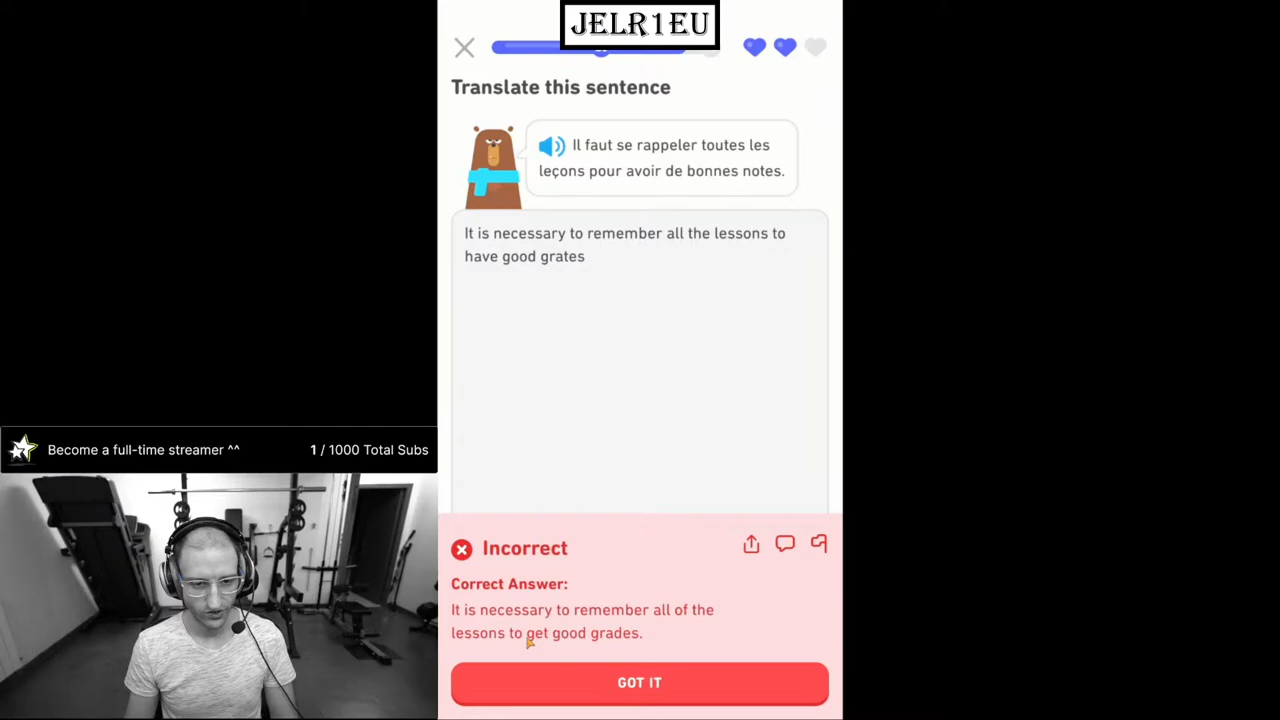 JELR1EU
Translate this sentence
Il faut se rappeler toutes les
leçons pour avoir de bonnes notes.
It is necessary to remember all the lessons to
have good grates
Become a full-time streamer ^^ 1 / 1000 Total Subs
Incorrect
Correct Answer:
It is necessary to remember all of the
lessons to get good grades.
GOT IT